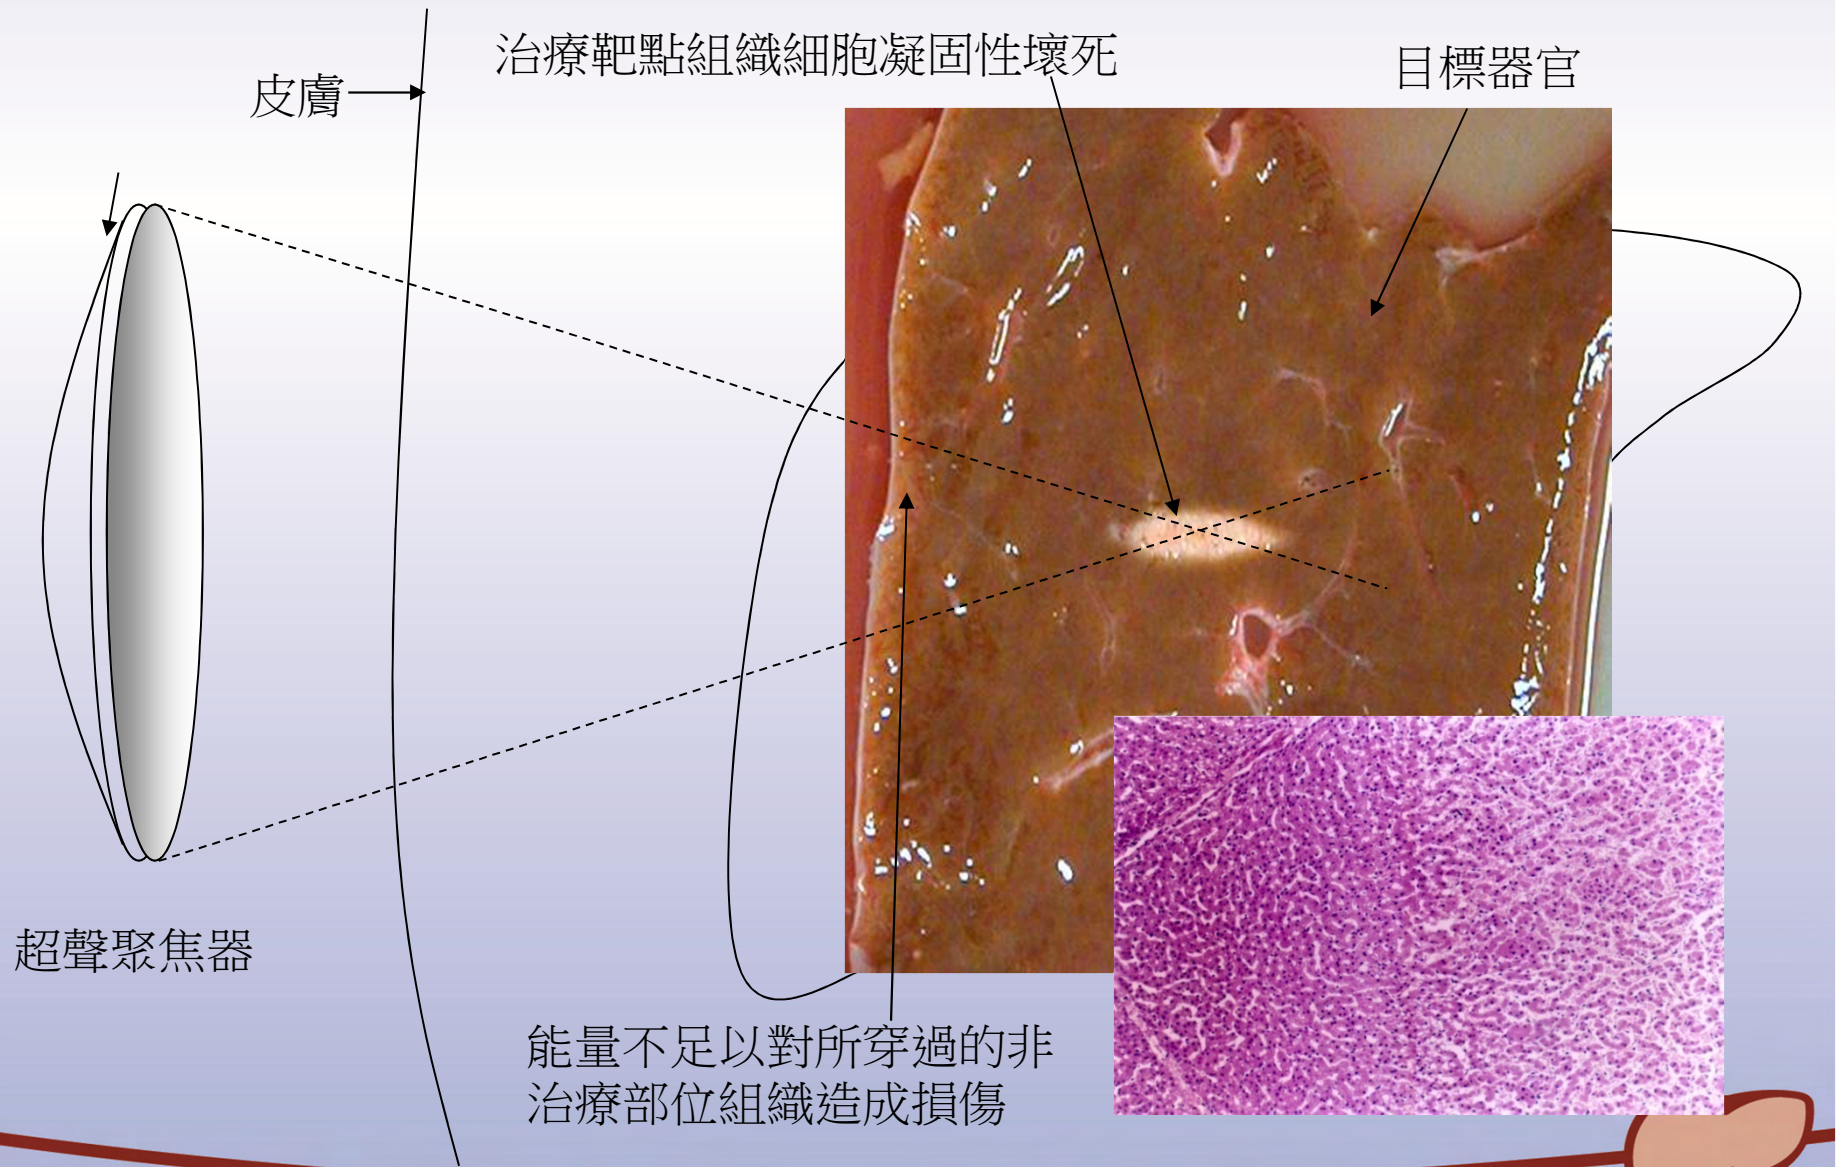 治療靶點組織細胞凝固性壞死
目標器官
皮膚
超聲聚焦器
能量不足以對所穿過的非
治療部位組織造成損傷